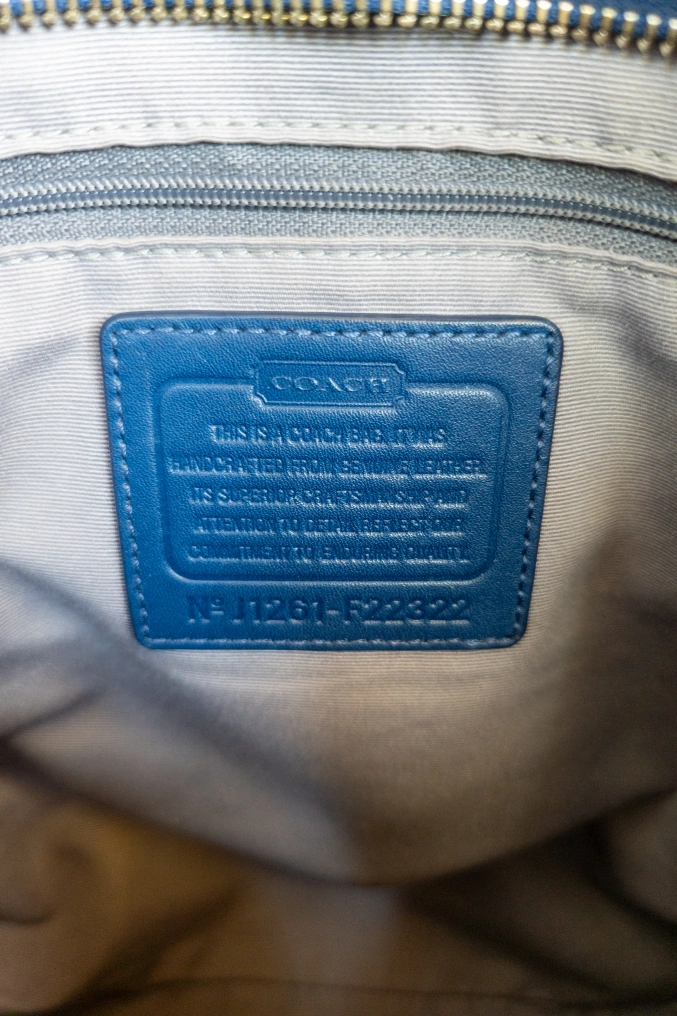 COACH
THIS IS A COACH BAG. IT WAS
HANDCRAFTED FROM GENUINE LEATHER.
ITS SUPERIOR CRAFTSMANSHIP AND
ATTENTION TO DETAIL REFLECT OUR
COMMITMENT TO ENDURING QUALITY.
Nº J1261-F22322